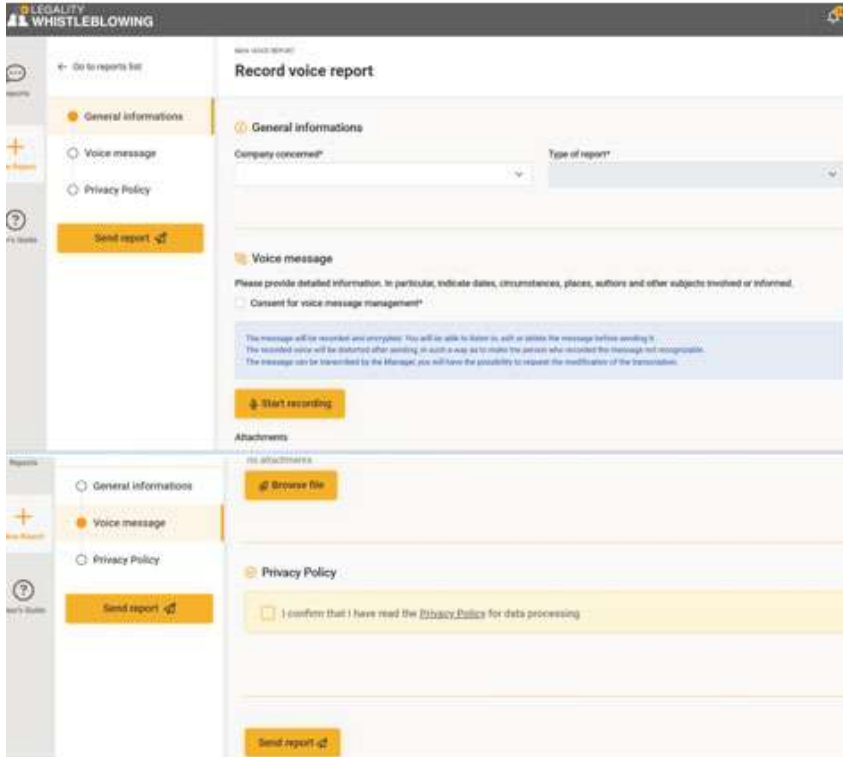 LEGALITY
WHISTLEBLOWING
NEW VOICE REPORT
← Go to reports list
Record voice report
General informations
Voice message
Privacy Policy
Send report
General informations
Company concerned*
Type of report*
Voice message
Please provide detailed information. In particular, indicate dates, circumstances, places, authors and other subjects involved or informed.
Consent for voice message management*
The message will be recorded and encrypted. You will be able to listen to, edit or delete the message before sending it.
The recorded voice will be distorted after sending, in such a way as to make the person who recorded the message not recognizable.
The message can be transcribed by the Manager, you will have the possibility to request the modification of the transcription.
Start recording
Attachments
Reports
no attachments
General informations
Browse file
Voice message
Privacy Policy
Send report
Privacy Policy
I confirm that I have read the Privacy Policy for data processing
Send report